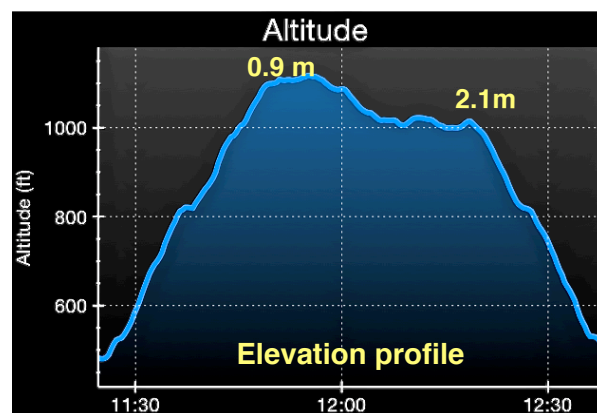 Altitude
0.9 m
2.1m
1000
800
600
Altitude (ft)
Elevation profile
11:30
12:00
12:30